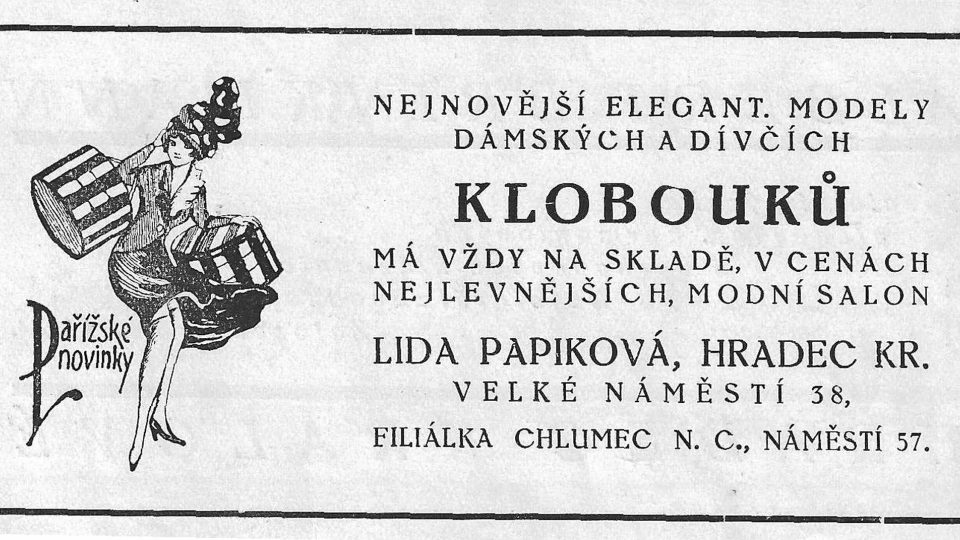 Pařížské
novinky
NEJNOVĚJŠÍ ELEGANT. MODELY
DÁMSKÝCH A DÍVČÍCH
KLOBOUKŮ
MÁ VŽDY NA SKLADĚ, V CENÁCH
NEJLEVNĚJŠÍCH, MODNÍ SALON
LIDA PAPIKOVÁ, HRADEC KR.
VELKÉ NÁMĚSTÍ 38,
FILIÁLKA CHLUMEC N. C., NÁMĚSTÍ 57.